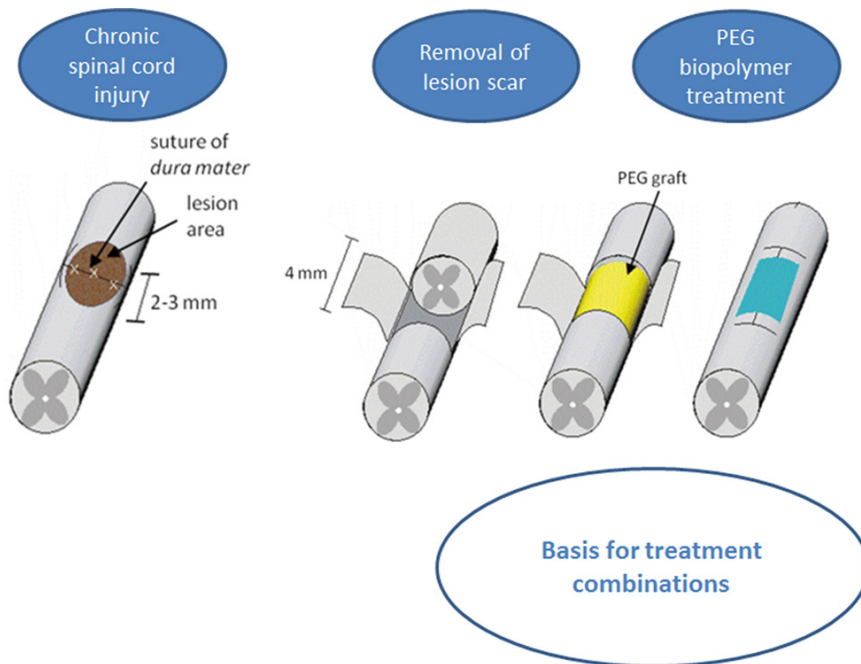 Chronic
spinal cord
injury
Removal of
lesion scar
PEG
biopolymer
treatment
suture of
dura mater
lesion
area
2-3 mm
4 mm
PEG graft
Basis for treatment
combinations